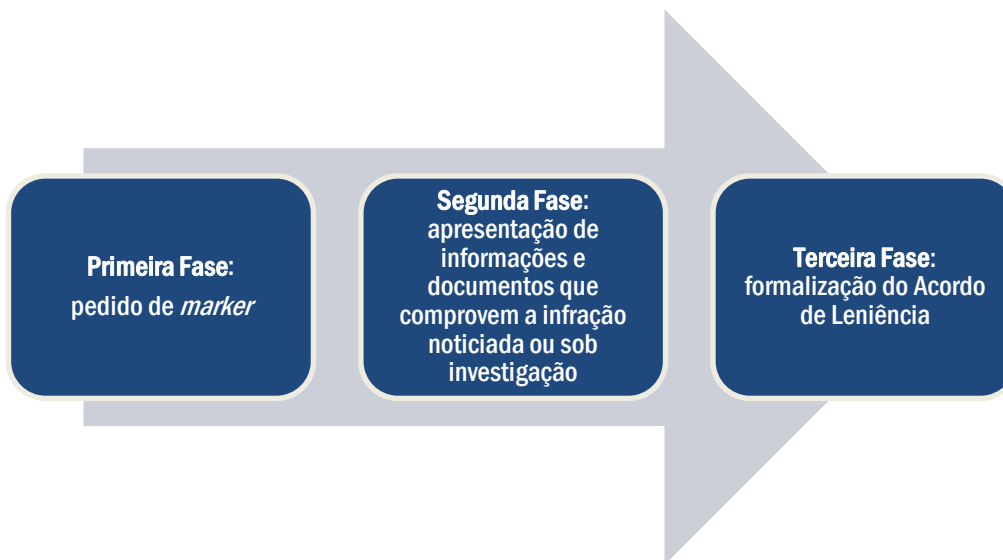 Primeira Fase:
pedido de marker
Segunda Fase:
apresentação de
informações e
documentos que
comprovem a infração
noticiada ou sob
investigação
Terceira Fase:
formalização do Acordo
de Leniência